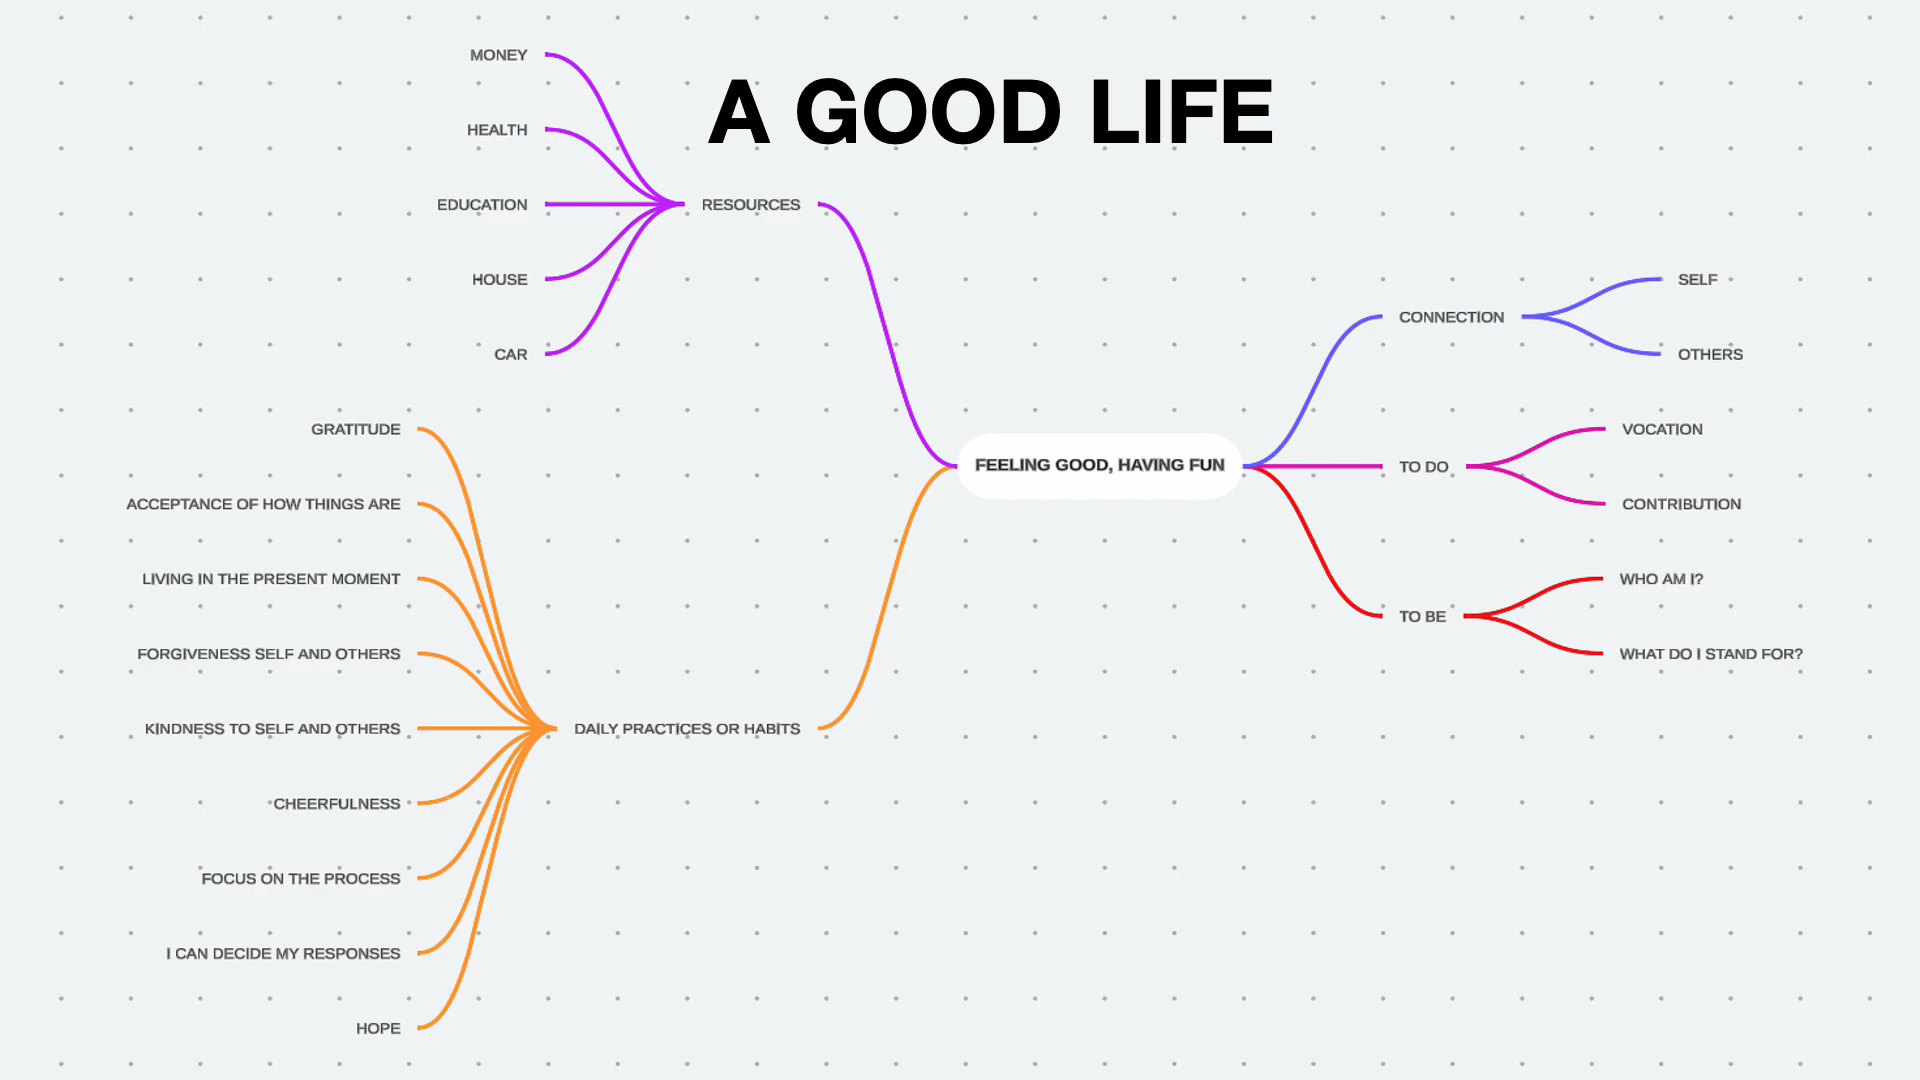 A GOOD LIFE
MONEY
HEALTH
EDUCATION
HOUSE
CAR
RESOURCES
GRATITUDE
ACCEPTANCE OF HOW THINGS ARE
LIVING IN THE PRESENT MOMENT
FORGIVENESS SELF AND OTHERS
KINDNESS TO SELF AND OTHERS
CHEERFULNESS
FOCUS ON THE PROCESS
I CAN DECIDE MY RESPONSES
HOPE
DAILY PRACTICES OR HABITS
FEELING GOOD, HAVING FUN
CONNECTION
SELF
OTHERS
TO DO
VOCATION
CONTRIBUTION
TO BE
WHO AM I?
WHAT DO I STAND FOR?